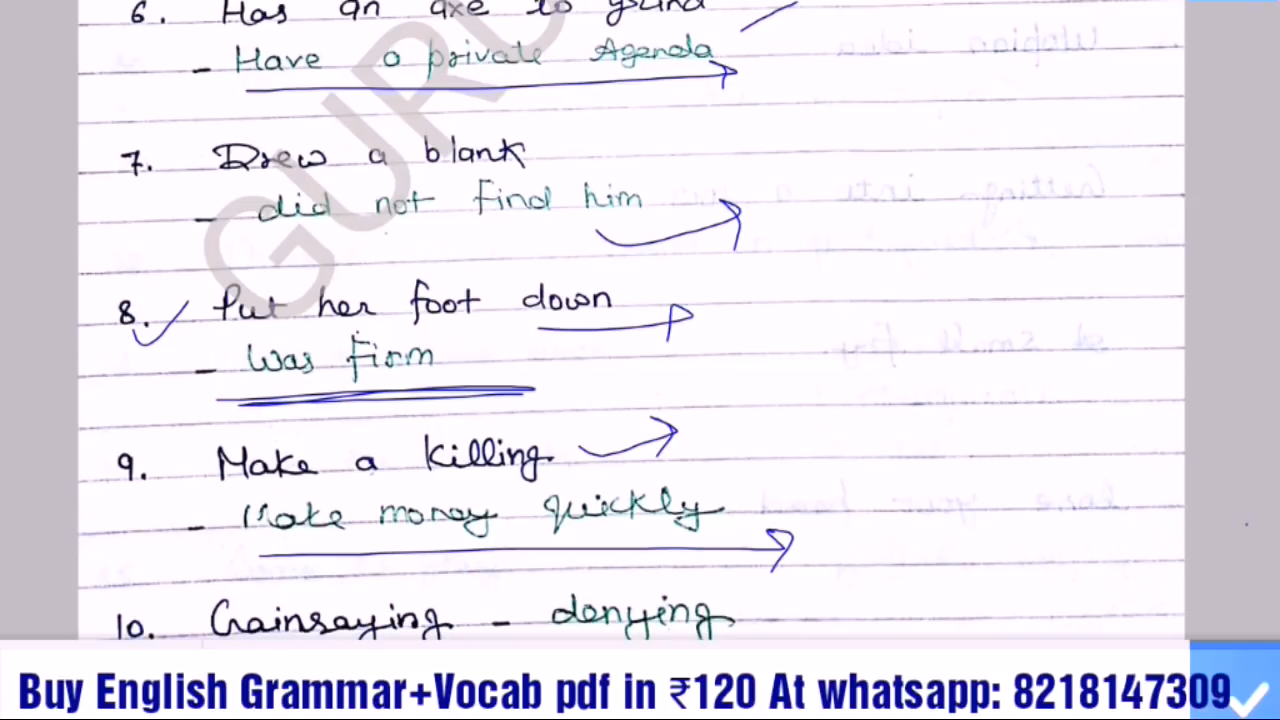 6. Has an axe to grind
- Have a private Agenda
7. Drew a blank
- did not find him
8. Put her foot down
- Was firm
9. Make a killing.
- Make money quickly
10. Gainsaying - denying
GURU
Buy English Grammar+Vocab pdf in ₹120 At whatsapp: 8218147309